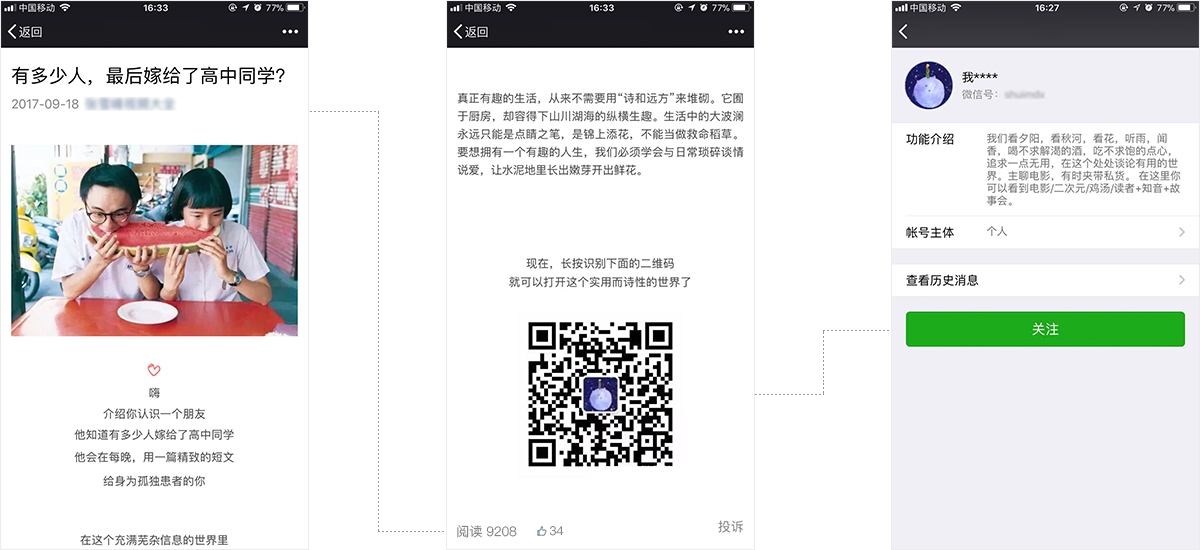 中国移动 16:33 77%
返回
有多少人，最后嫁给了高中同学？
2017-09-18
嗨
介绍你认识一个朋友
他知道有多少人嫁给了高中同学
他会在每晚，用一篇精致的短文
给身为孤独患者的你
在这个充满芜杂信息的世界里
中国移动 16:33 77%
返回
真正有趣的生活，从来不需要用“诗和远方”来堆砌。它囿
于厨房，却容得下山川湖海的纵横生趣。生活中的大波澜
永远只能是点睛之笔，是锦上添花，不能当做救命稻草。
要想拥有一个有趣的人生，我们必须学会与日常琐碎谈情
说爱，让水泥地里长出嫩芽开出鲜花。
现在，长按识别下面的二维码
就可以打开这个实用而诗性的世界了
阅读 9208 34 投诉
中国移动 16:27 77%
我****
微信号：
功能介绍 我们看夕阳，看秋河，看花，听雨，闻
香，喝不求解渴的酒，吃不求饱的点心，
追求一点无用，在这个处处谈论有用的世
界。主聊电影，有时夹带私货。 在这里你
可以看到电影/二次元/鸡汤/读者+知音+故
事会。
帐号主体 个人
查看历史消息
关注